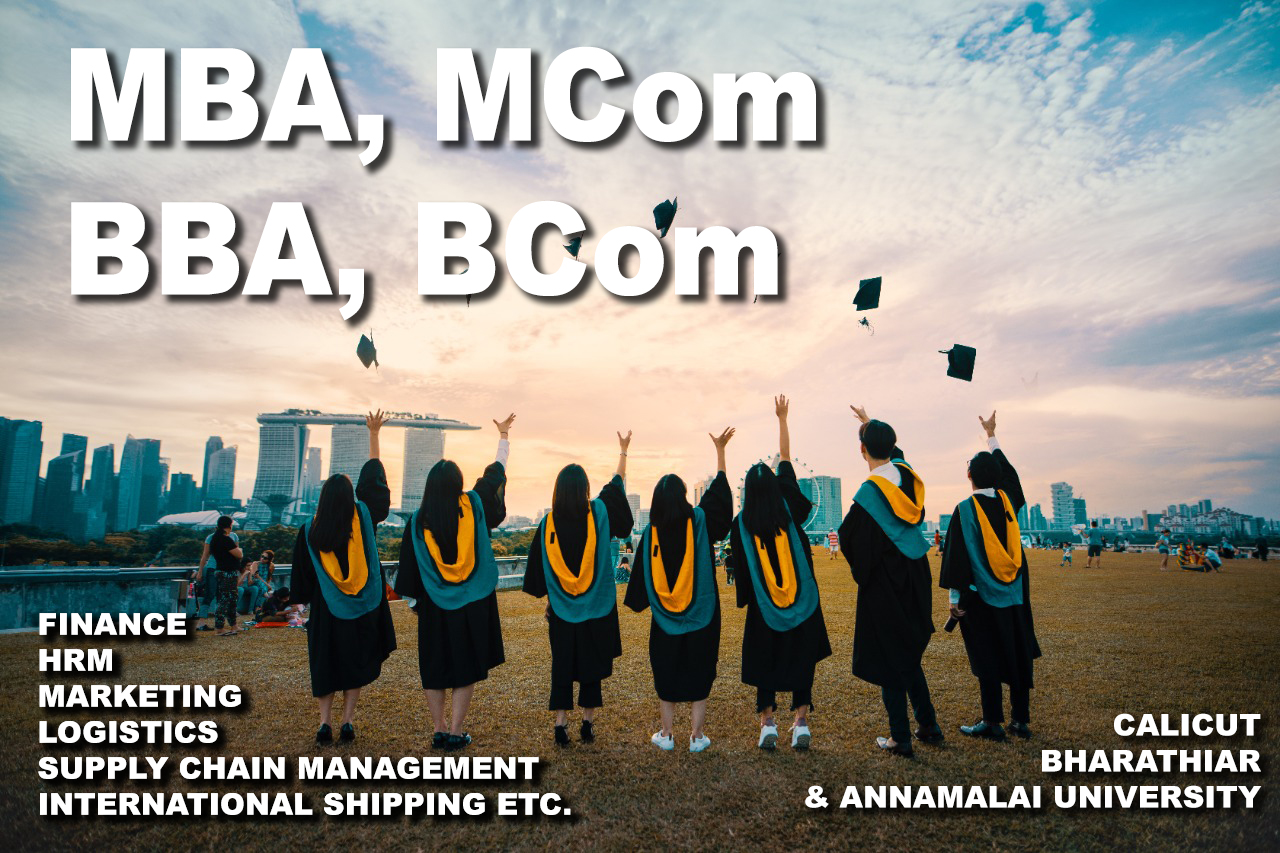 MBA, MCom
BBA, BCom
FINANCE
HRM
MARKETING
LOGISTICS
SUPPLY CHAIN MANAGEMENT
INTERNATIONAL SHIPPING ETC.
CALICUT
BHARATHIAR
& ANNAMALAI UNIVERSITY